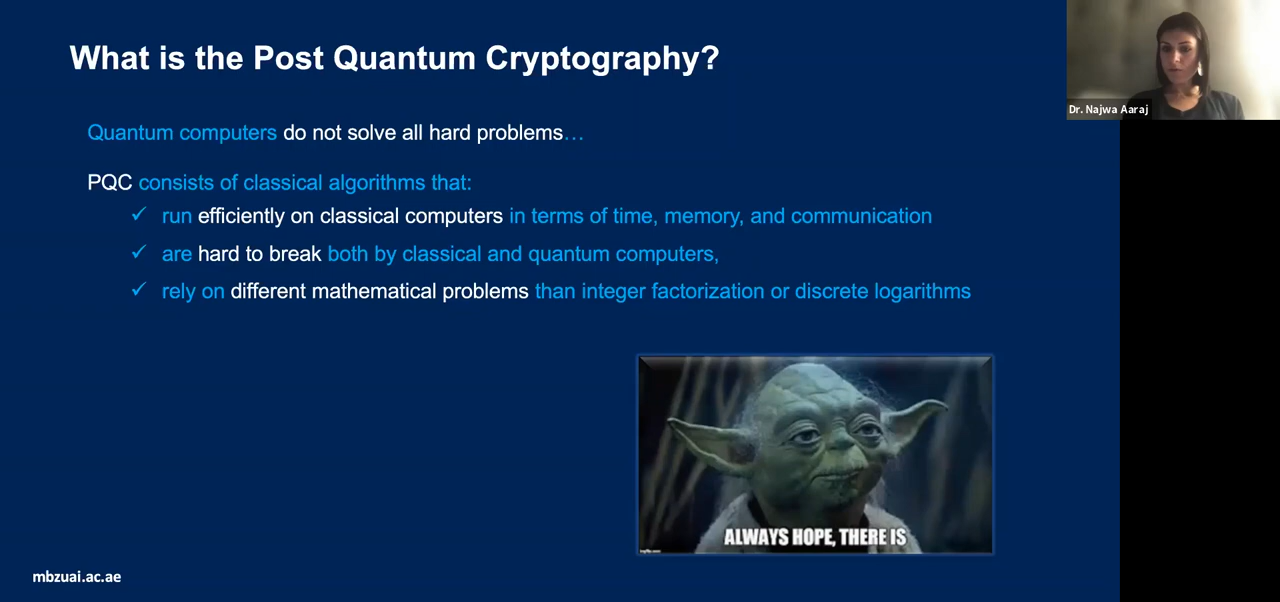 What is the Post Quantum Cryptography?
Dr. Najwa Aaraj
Quantum computers do not solve all hard problems…
PQC consists of classical algorithms that:
✓ run efficiently on classical computers in terms of time, memory, and communication
✓ are hard to break both by classical and quantum computers,
✓ rely on different mathematical problems than integer factorization or discrete logarithms
ALWAYS HOPE, THERE IS
imgflip.com
mbzuai.ac.ae